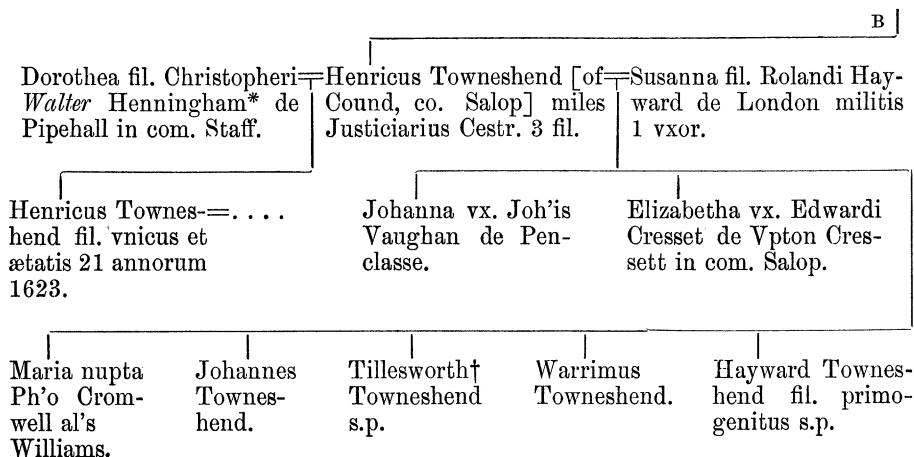 B
Dorothea fil. Christopheri
Walter Henningham* de
Pipehall in com. Staff.
Henricus Towneshend [of
Cound, co. Salop] miles
Justiciarius Cestr. 3 fil.
Susanna fil. Rolandi Hay-
ward de London militis
1 vxor.
Henricus Townes-=....
hend fil. vnicus et
ætatis 21 annorum
1623.
Johanna vx. Joh'is
Vaughan de Pen-
classe.
Elizabetha vx. Edwardi
Cresset de Vpton Cres-
sett in com. Salop.
Maria nupta
Ph'o Crom-
well al's
Williams.
Johannes
Townes-
hend.
Tillesworth†
Towneshend
s.p.
Warrimus
Towneshend.
Hayward Townes-
hend fil. primo-
genitus s.p.